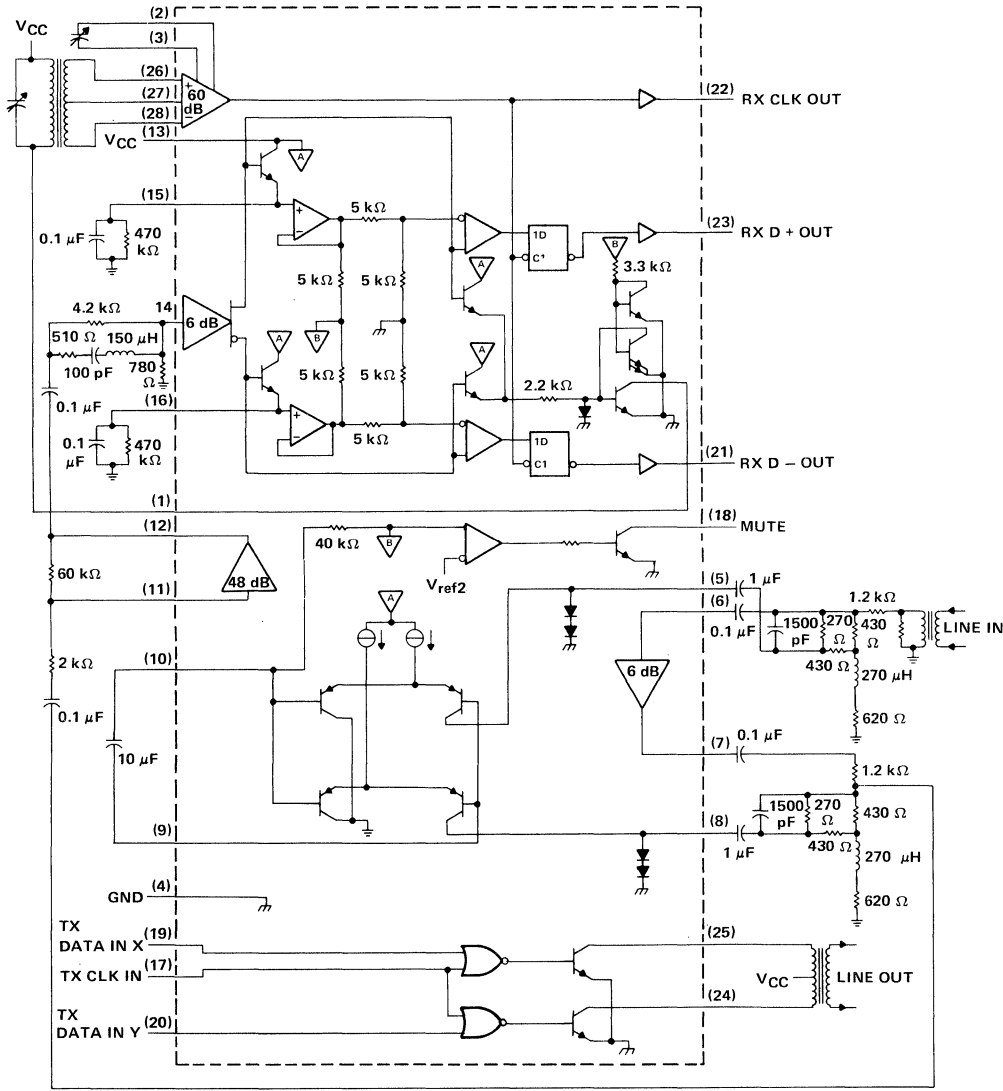 VCC
(2)
(3)
(26)
(27)
(28)
(13)
VCC
+
60
dB
−
(22) RX CLK OUT
A
(15)
0.1 μF
470
kΩ
+
−
5 kΩ
5 kΩ
5 kΩ
1D
C1
(23) RX D + OUT
B
3.3 kΩ
A
14
4.2 kΩ
510 Ω
150 μH
100 pF
780
Ω
6 dB
A
B
A
0.1 μF
5 kΩ
5 kΩ
2.2 kΩ
(16)
0.1
μF
470
kΩ
+
−
5 kΩ
1D
C1
(21) RX D − OUT
(1)
(12)
40 kΩ
B
Vref2
(18)
MUTE
60 kΩ
48 dB
(11)
A
(5)
1 μF
(6)
0.1 μF
1.2 kΩ
1500
pF
270
Ω
430
Ω
LINE IN
430 Ω
270 μH
620 Ω
2 kΩ
(10)
6 dB
0.1 μF
10 μF
(7)
0.1 μF
1.2 kΩ
(9)
(8)
1 μF
1500
pF
270
Ω
430 Ω
430 Ω
270 μH
620 Ω
GND (4)
TX
DATA IN X (19)
TX CLK IN (17)
TX
DATA IN Y (20)
(25)
VCC
LINE OUT
(24)